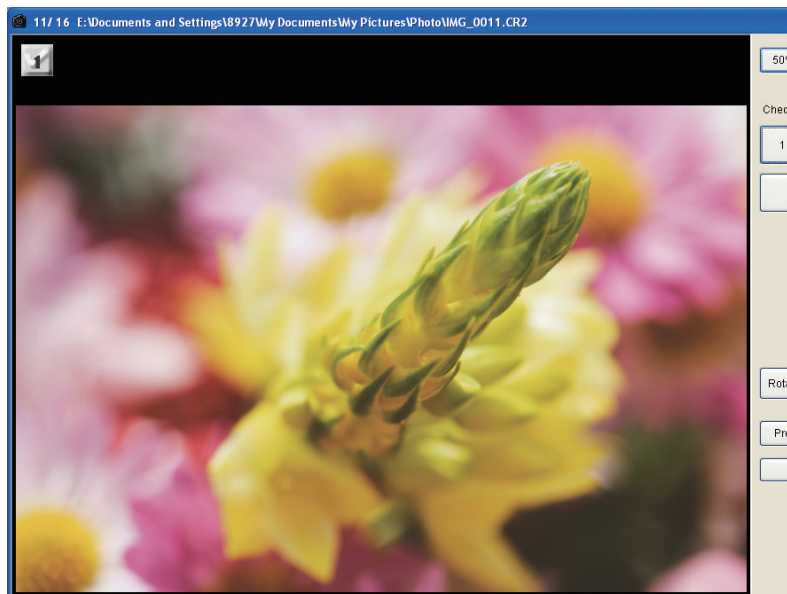 11/ 16 E:\Documents and Settings\8927\My Documents\My Pictures\Photo\IMG_0011.CR2
1
50%
Chec
1
Rota
Pre